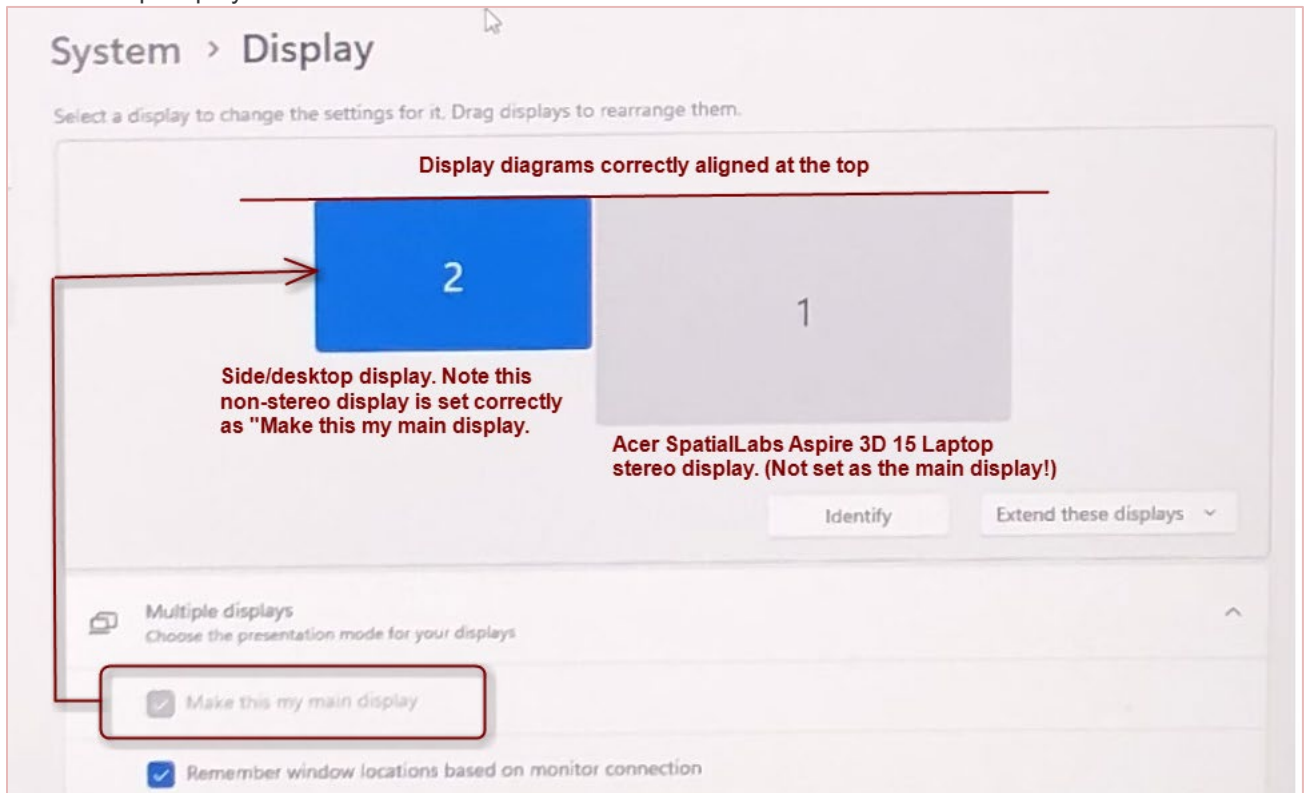 System > Display
Select a display to change the settings for it. Drag displays to rearrange them.
Display diagrams correctly aligned at the top
2
1
Side/desktop display. Note this
non-stereo display is set correctly
as "Make this my main display.
Acer SpatialLabs Aspire 3D 15 Laptop
stereo display. (Not set as the main display!)
Identify
Extend these displays
Multiple displays
Choose the presentation mode for your displays
Make this my main display
Remember window locations based on monitor connection